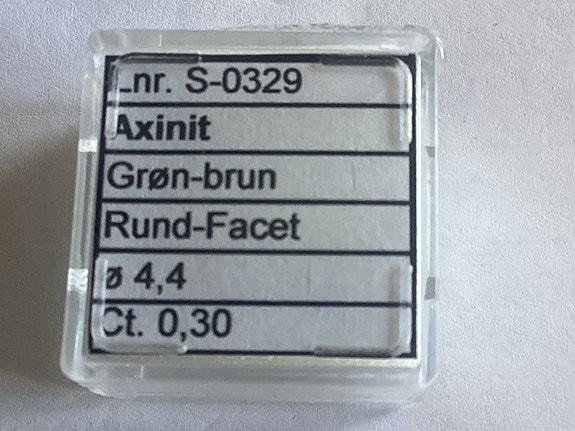 Lnr. S-0329
Axinit
Grøn-brun
Rund-Facet
ø 4,4
Ct. 0,30